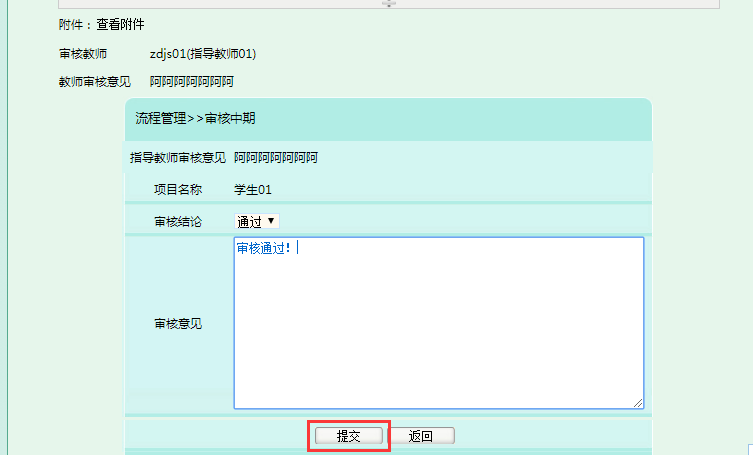 附件：查看附件
审核教师 zdjs01(指导教师01)
教师审核意见 阿阿阿阿阿阿阿
流程管理>>审核中期
指导教师审核意见 阿阿阿阿阿阿阿
项目名称 学生01
审核结论 通过
审核通过!
审核意见
提交 返回